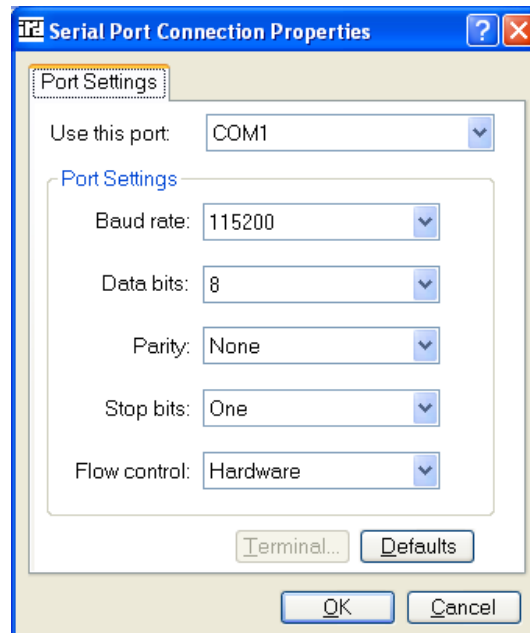 ird Serial Port Connection Properties
Port Settings
Use this port: COM1
Port Settings
Baud rate: 115200
Data bits: 8
Parity: None
Stop bits: One
Flow control: Hardware
Terminal... Defaults
OK Cancel